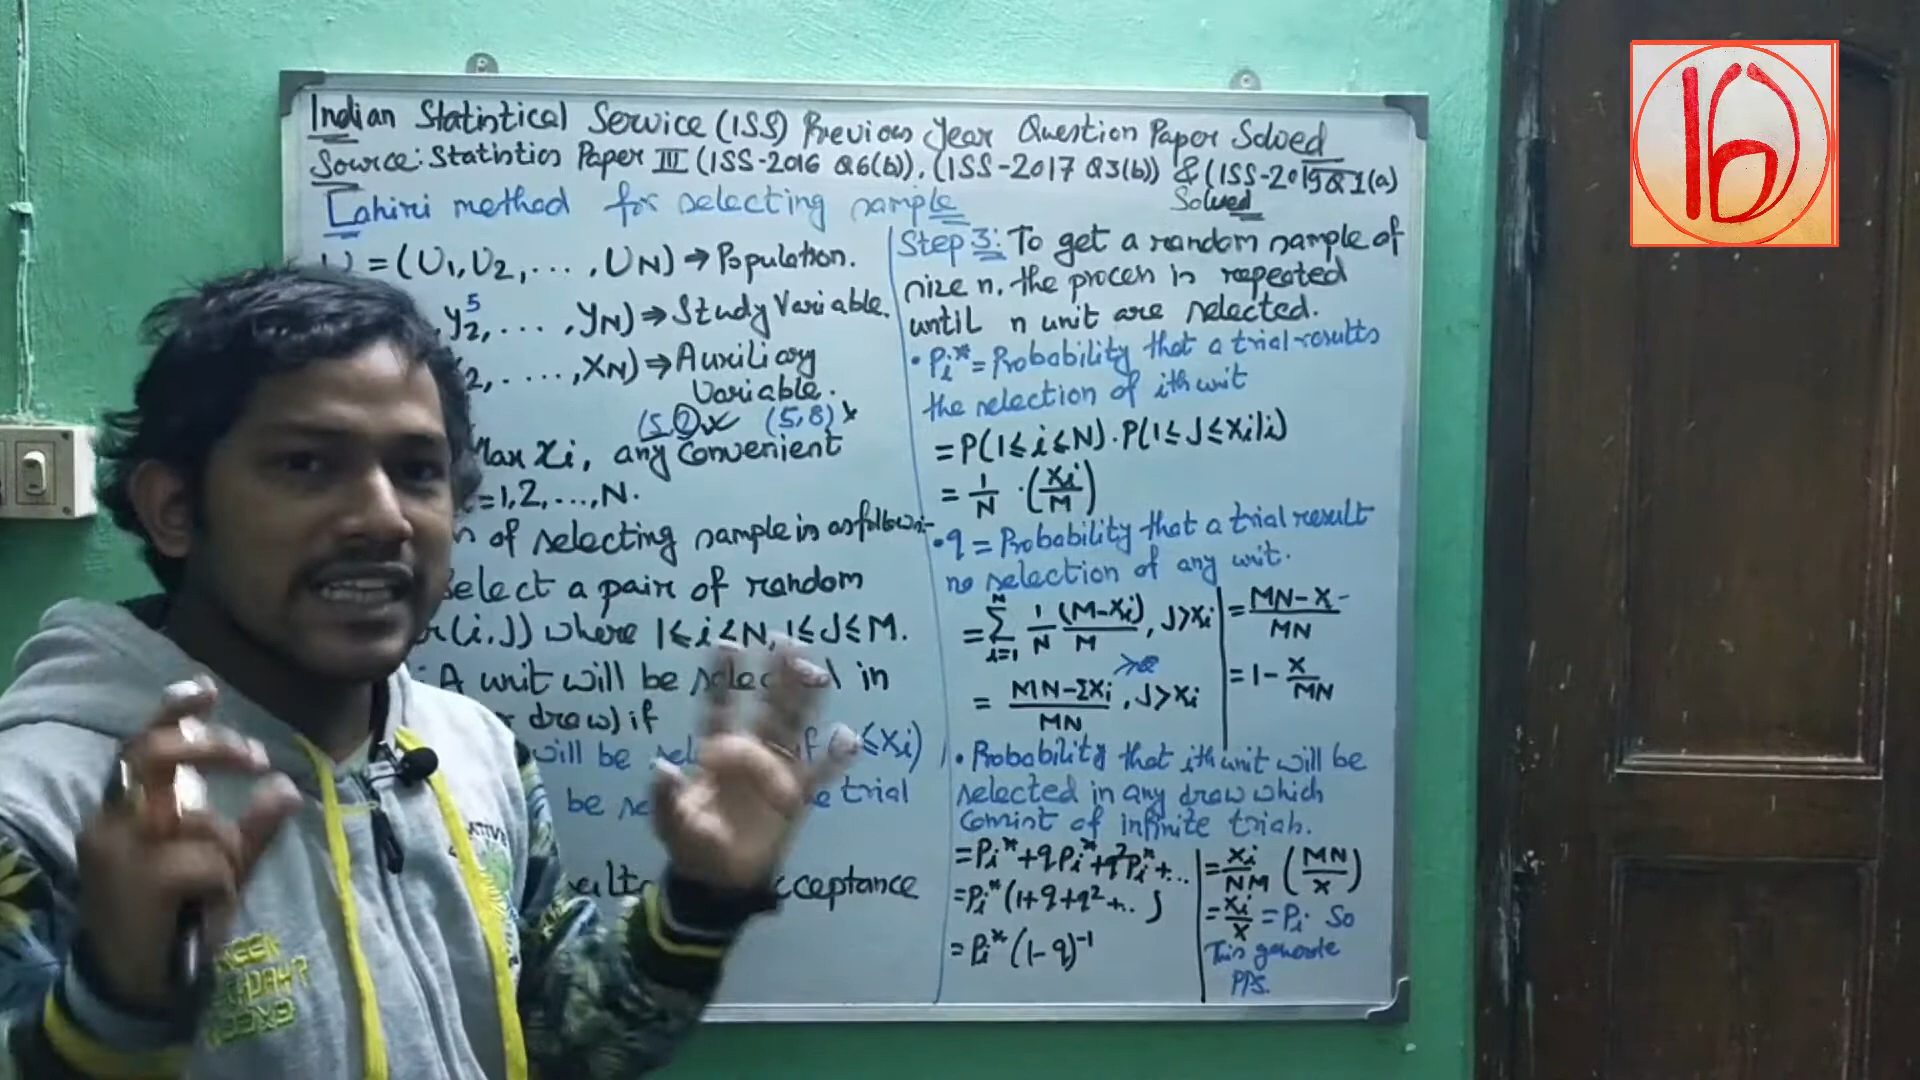 Indian Statistical Service (ISS) Previous Year Question Paper Solved
Source: Statistics Paper III (ISS-2016 Q6(b)), (ISS-2017 Q3(b)) & (ISS-2019 Q1(a)
Solved
Lahiri method for selecting sample
U = (U1, U2, ..., UN) → Population.
y2, ..., yN) ⇒ Study Variable.
5
2, ...., XN) ⇒ Auxiliary
Variable.
(5,2)✓ (5,8)×
Max Xi, any Convenient
=1,2,...,N.
of selecting sample is as follows:-
select a pair of random
(i,J) where 1≤i≤N, 1≤J≤M.
: A unit will be selected in
draw) if
will be if ≤Xi)
be trial
acceptance
Step 3: To get a random sample of
size n, the process is repeated
until n unit are selected.
• Pi* = Probability that a trial results
the selection of ith unit
= P(1≤i≤N).P(1≤J≤Xi|i)
= 1/N . (Xi/M)
• q = Probability that a trial result
no selection of any unit.
= Σ i=1 N 1/N (M-Xi)/M, J>Xi
= MN-ΣXi / MN, J>Xi
= MN-X / MN
= 1- X/MN
• Probability that ith unit will be
selected in any draw which
Consist of infinite trials.
= Pi* + qPi* + q²Pi* + ...
= Pi* (1+q+q²+..)
= Pi* (1-q)⁻¹
= Xi/NM (MN/X)
= Xi/X = Pi. So
This generate
PPS.